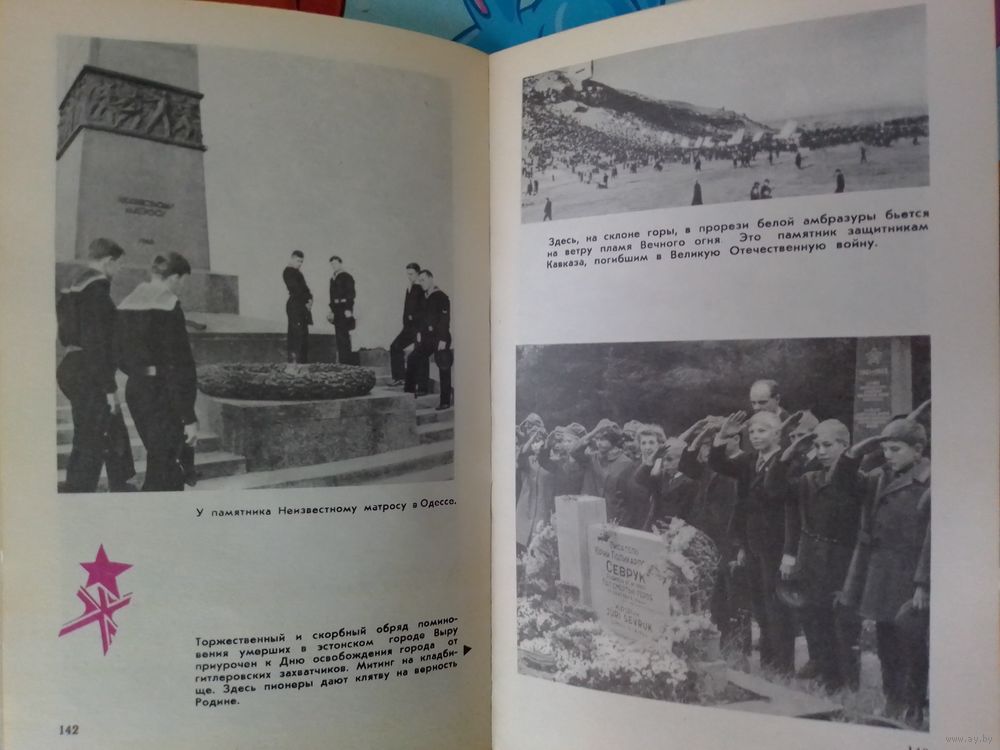 НЕИЗВЕСТНОМУ
МАТРОСУ
У памятника Неизвестному матросу в Одессе.
Торжественный и скорбный обряд помино-
вения умерших в эстонском городе Выру
приурочен к Дню освобождения города от
гитлеровских захватчиков. Митинг на кладби-
ще. Здесь пионеры дают клятву на верность
Родине.
142
Здесь, на склоне горы, в прорези белой амбразуры бьется
на ветру пламя Вечного огня. Это памятник защитникам
Кавказа, погибшим в Великую Отечественную войну.
ПИСАТЕЛЮ
СЕВРУК
JURI SEVRUK
www.ay.by